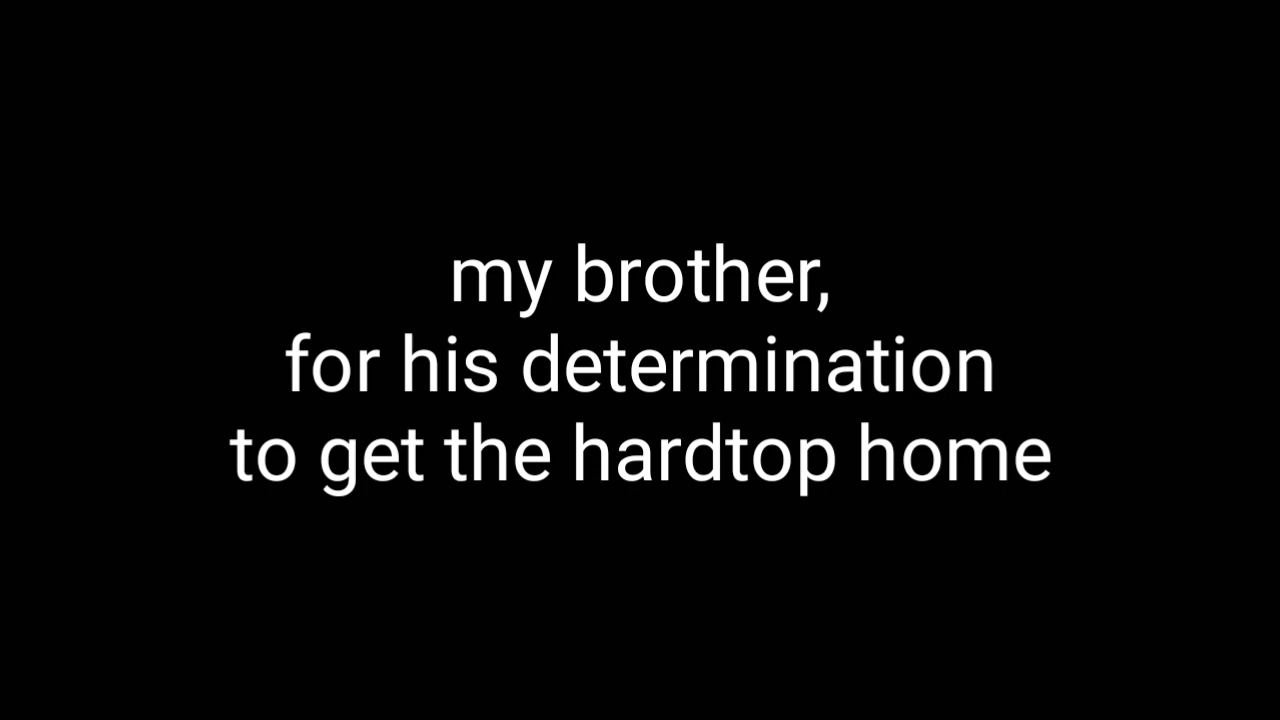 my brother,
for his determination
to get the hardtop home